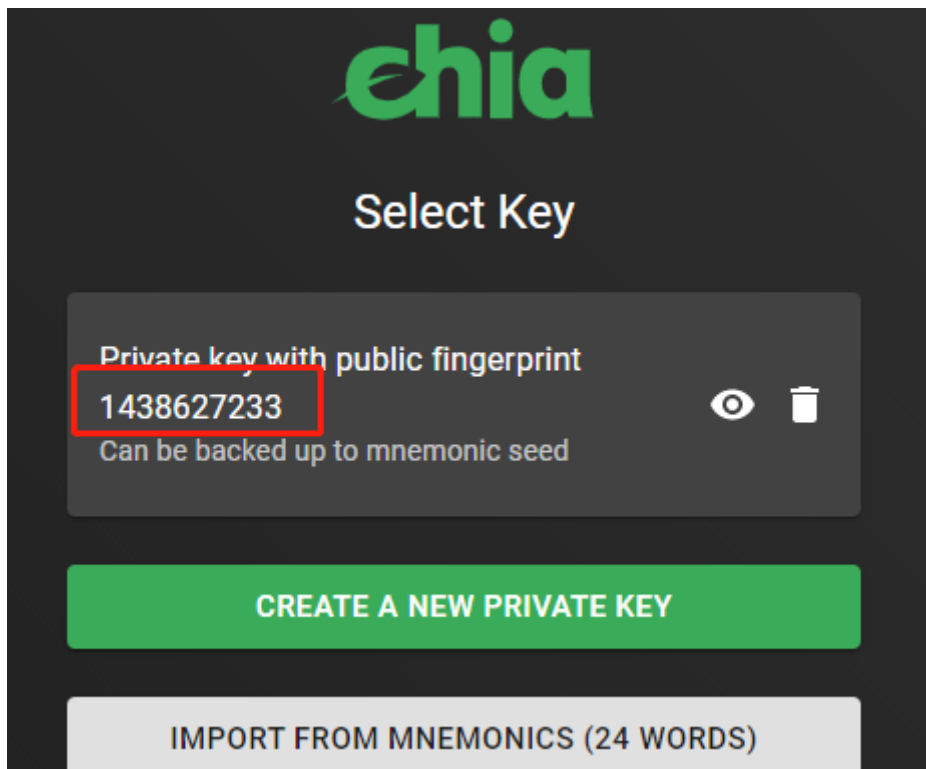 chia
Select Key
Private key with public fingerprint
1438627233
Can be backed up to mnemonic seed
CREATE A NEW PRIVATE KEY
IMPORT FROM MNEMONICS (24 WORDS)